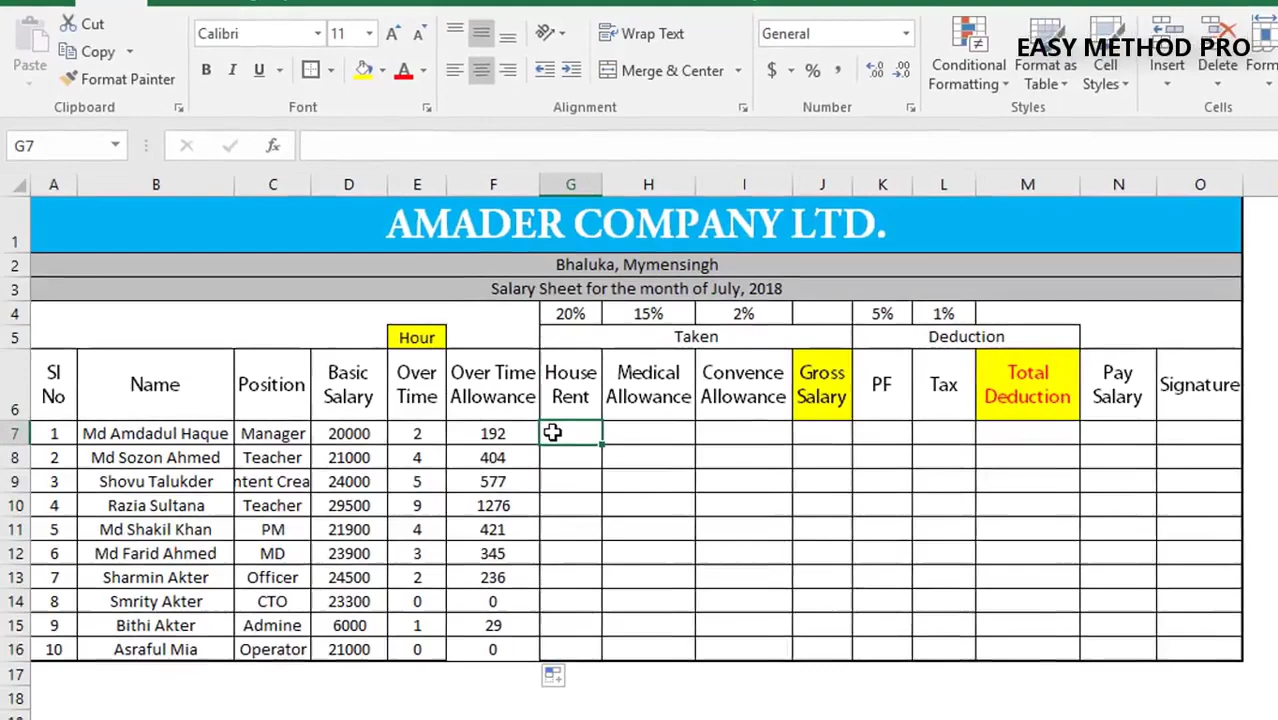 Cut
Calibri 11 A A
Wrap Text
General
EASY METHOD PRO
Copy
Paste
Format Painter
B I U A
Merge & Center
$ % ,
Conditional Formatting
Format as Table
Cell Styles
Insert
Delete
Form
Clipboard
Font
Alignment
Number
Styles
Cells
G7
fx
A B C D E F G H I J K L M N O
1 AMADER COMPANY LTD.
2 Bhaluka, Mymensingh
3 Salary Sheet for the month of July, 2018
4 20% 15% 2% 5% 1%
5 Hour Taken Deduction
6 Sl No Name Position Basic Salary Over Time Over Time Allowance House Rent Medical Allowance Convence Allowance Gross Salary PF Tax Total Deduction Pay Salary Signature
7 1 Md Amdadul Haque Manager 20000 2 192
8 2 Md Sozon Ahmed Teacher 21000 4 404
9 3 Shovu Talukder ntent Crea 24000 5 577
10 4 Razia Sultana Teacher 29500 9 1276
11 5 Md Shakil Khan PM 21900 4 421
12 6 Md Farid Ahmed MD 23900 3 345
13 7 Sharmin Akter Officer 24500 2 236
14 8 Smrity Akter CTO 23300 0 0
15 9 Bithi Akter Admine 6000 1 29
16 10 Asraful Mia Operator 21000 0 0
17
18